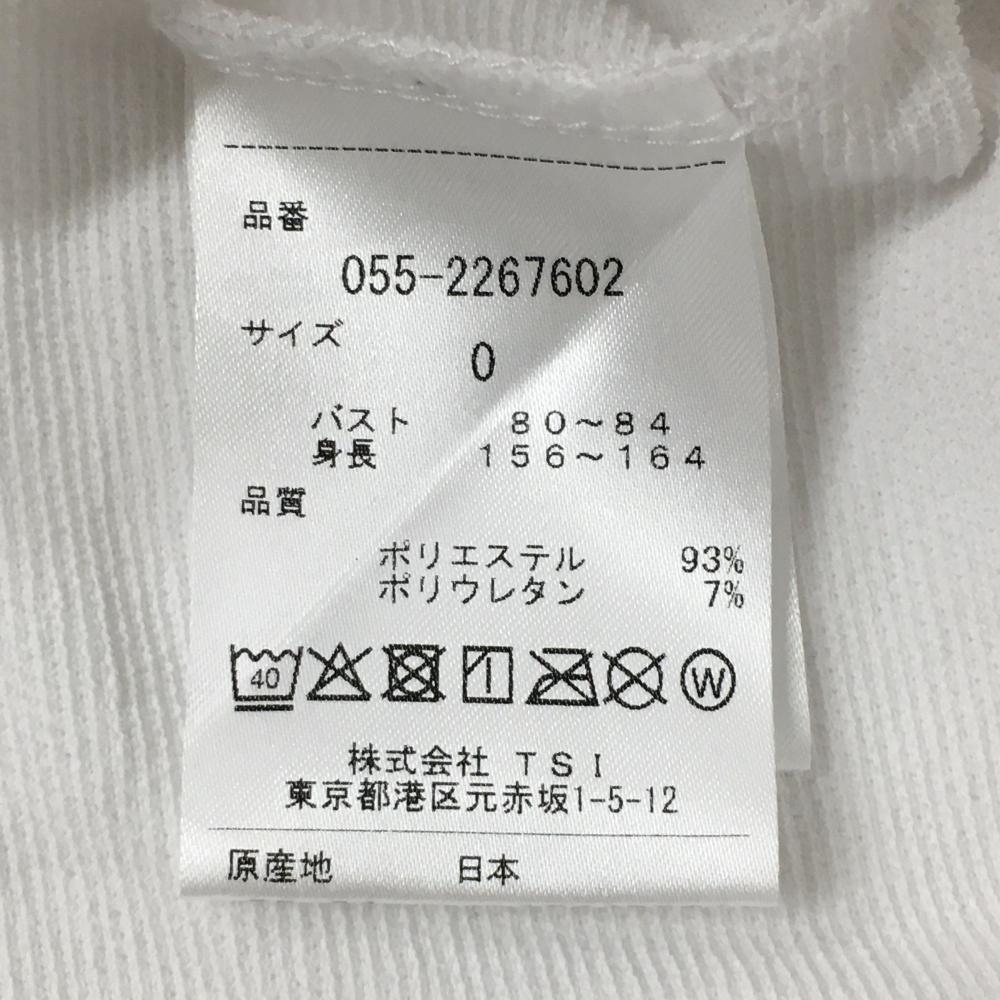 品番
055-2267602
サイズ
0
バスト 80～84
身長 156～164
品質
ポリエステル 93%
ポリウレタン 7%
40 W
株式会社 TSI
東京都港区元赤坂1-5-12
原産地 日本